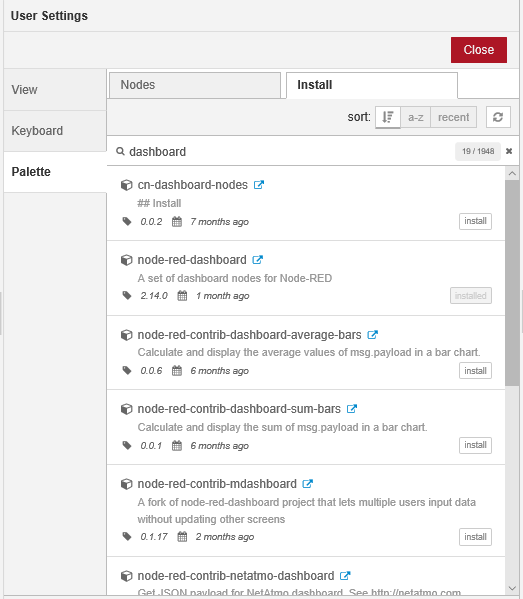 User Settings
Close
View
Keyboard
Palette
Nodes
Install
sort: a-z recent
dashboard 19 / 1948
cn-dashboard-nodes
## Install
0.0.2 7 months ago install
node-red-dashboard
A set of dashboard nodes for Node-RED
2.14.0 1 month ago installed
node-red-contrib-dashboard-average-bars
Calculate and display the average values of msg.payload in a bar chart.
0.0.6 6 months ago install
node-red-contrib-dashboard-sum-bars
Calculate and display the sum of msg.payload in a bar chart.
0.0.1 6 months ago install
node-red-contrib-mdashboard
A fork of node-red-dashboard project that lets multiple users input data
without updating other screens
0.1.17 2 months ago install
node-red-contrib-netatmo-dashboard
Get JSON payload for NetAtmo dashboard. See http://netatmo.com